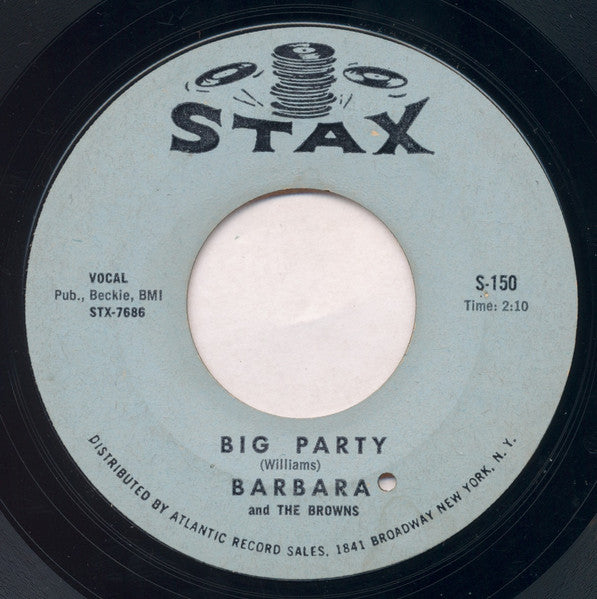 STAX
VOCAL
Pub., Beckie, BMI
STX-7686
S-150
Time: 2:10
BIG PARTY
(Williams)
BARBARA
and THE BROWNS
DISTRIBUTED BY ATLANTIC RECORD SALES, 1841 BROADWAY NEW YORK, N. Y.